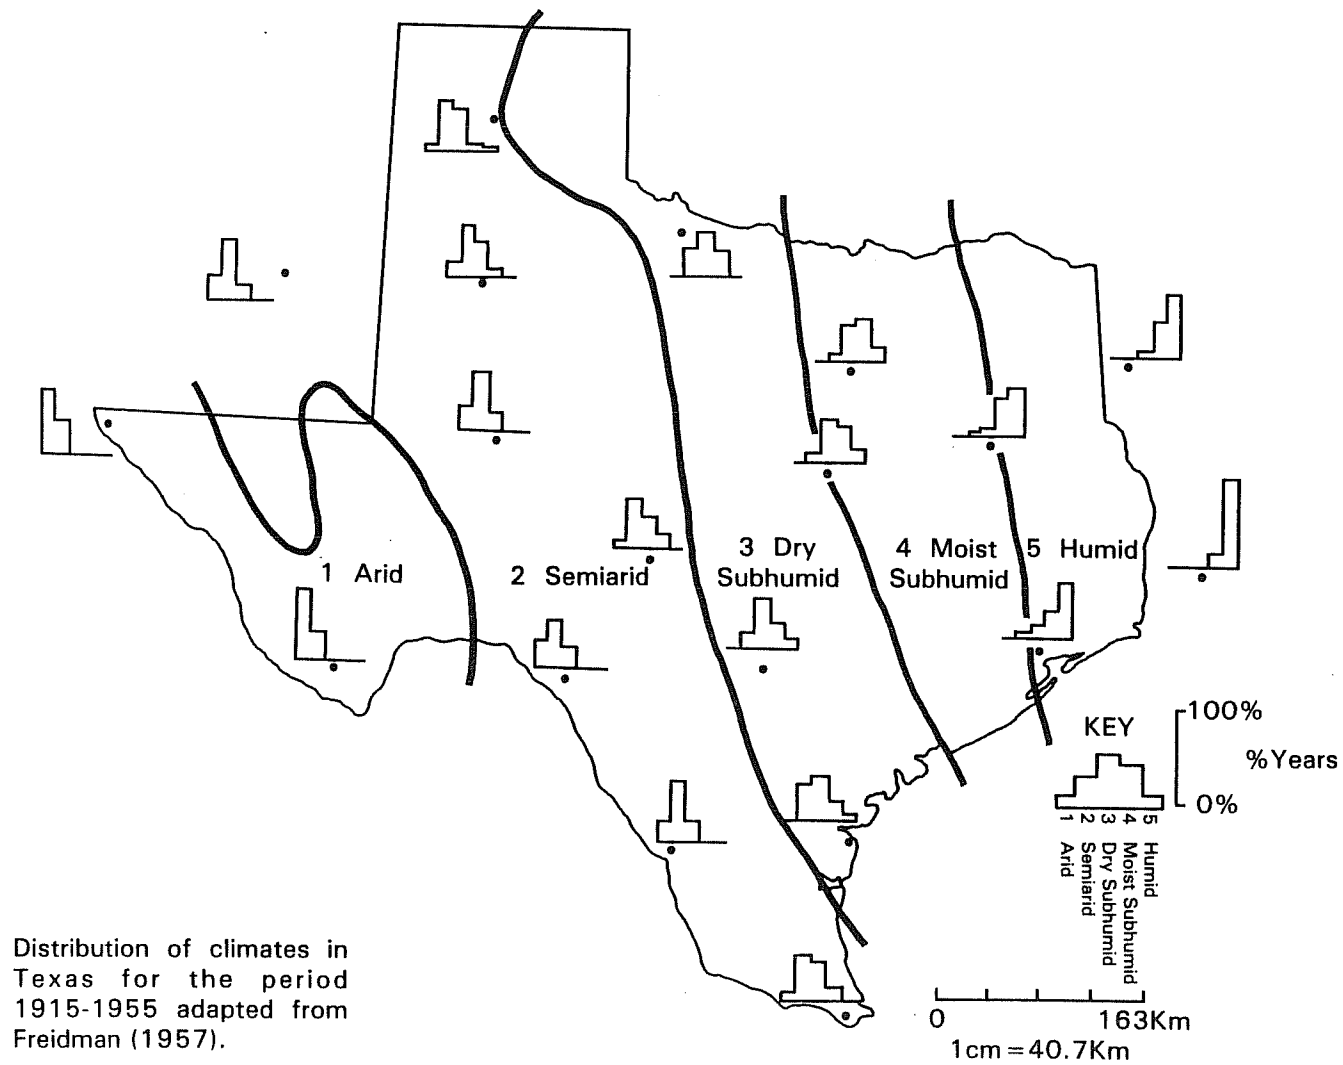 1 Arid
2 Semiarid
3 Dry
Subhumid
4 Moist
Subhumid
5 Humid
KEY
100%
%Years
0%
1
2
3
4
5
Arid
Semiarid
Dry Subhumid
Moist Subhumid
Humid
0
163Km
1cm=40.7Km
Distribution of climates in
Texas for the period
1915-1955 adapted from
Freidman (1957).